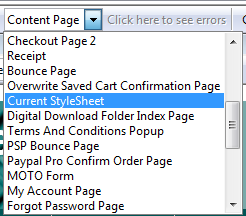 Content Page Click here to see errors
Checkout Page 2
Receipt
Bounce Page
Overwrite Saved Cart Confirmation Page
Current StyleSheet
Digital Download Folder Index Page
Terms And Conditions Popup
PSP Bounce Page
Paypal Pro Confirm Order Page
MOTO Form
My Account Page
Forgot Password Page